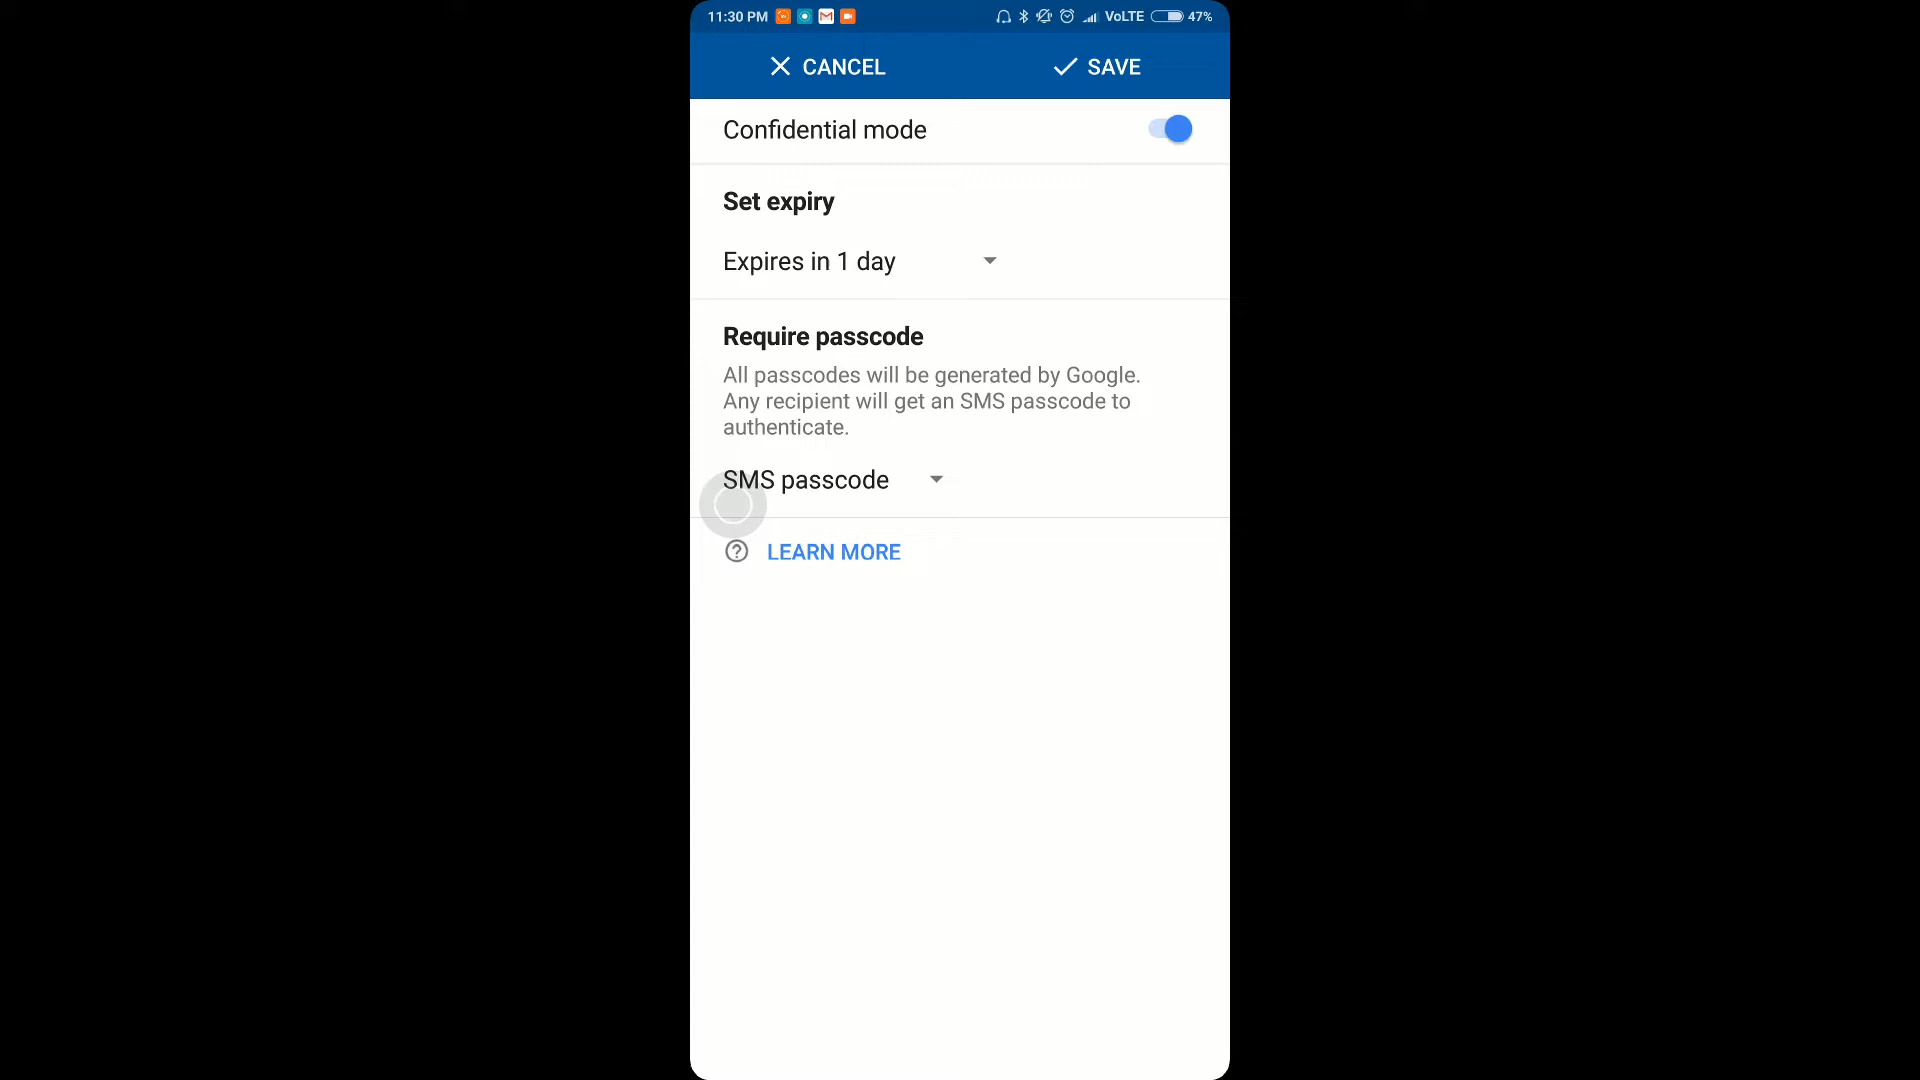 11:30 PM VoLTE 47%
CANCEL SAVE
Confidential mode
Set expiry
Expires in 1 day
Require passcode
All passcodes will be generated by Google.
Any recipient will get an SMS passcode to
authenticate.
SMS passcode
? LEARN MORE